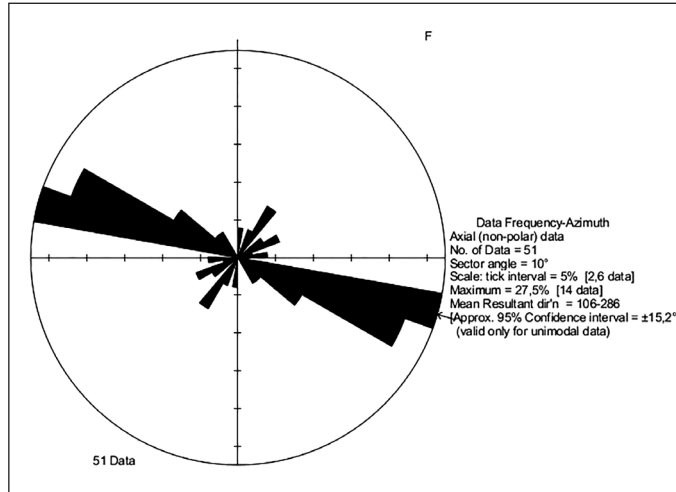 F
Data Frequency-Azimuth
Axial (non-polar) data
No. of Data = 51
Sector angle = 10°
Scale: tick interval = 5% [2,6 data]
Maximum = 27,5% [14 data]
Mean Resultant dir'n = 106-286
[Approx. 95% Confidence interval = ±15,2°
(valid only for unimodal data)
51 Data